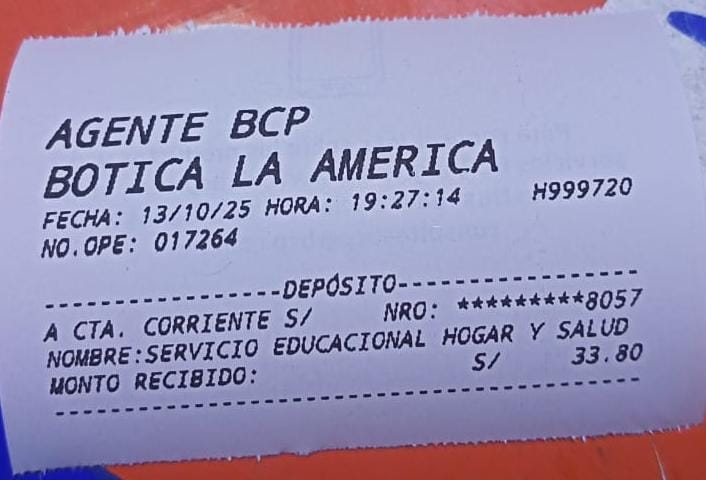 AGENTE BCP
BOTICA LA AMERICA
FECHA: 13/10/25 HORA: 19:27:14 H999720
NO.OPE: 017264
-----------------DEPÓSITO-----------------
A CTA. CORRIENTE S/ NRO: *********8057
NOMBRE:SERVICIO EDUCACIONAL HOGAR Y SALUD
MONTO RECIBIDO: S/ 33.80
------------------------------------------